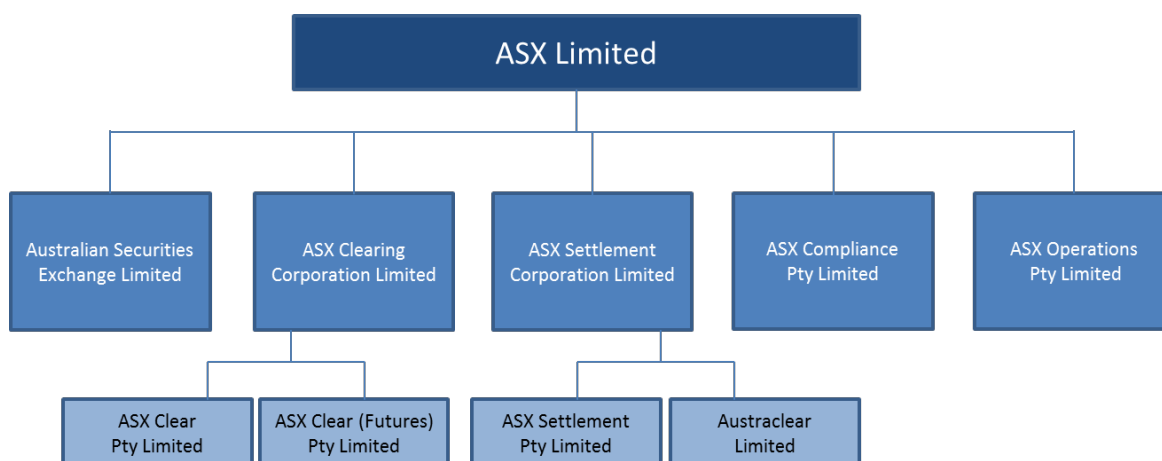 ASX Limited
Australian Securities
Exchange Limited
ASX Clearing
Corporation Limited
ASX Settlement
Corporation Limited
ASX Compliance
Pty Limited
ASX Operations
Pty Limited
ASX Clear
Pty Limited
ASX Clear (Futures)
Pty Limited
ASX Settlement
Pty Limited
Austraclear
Limited